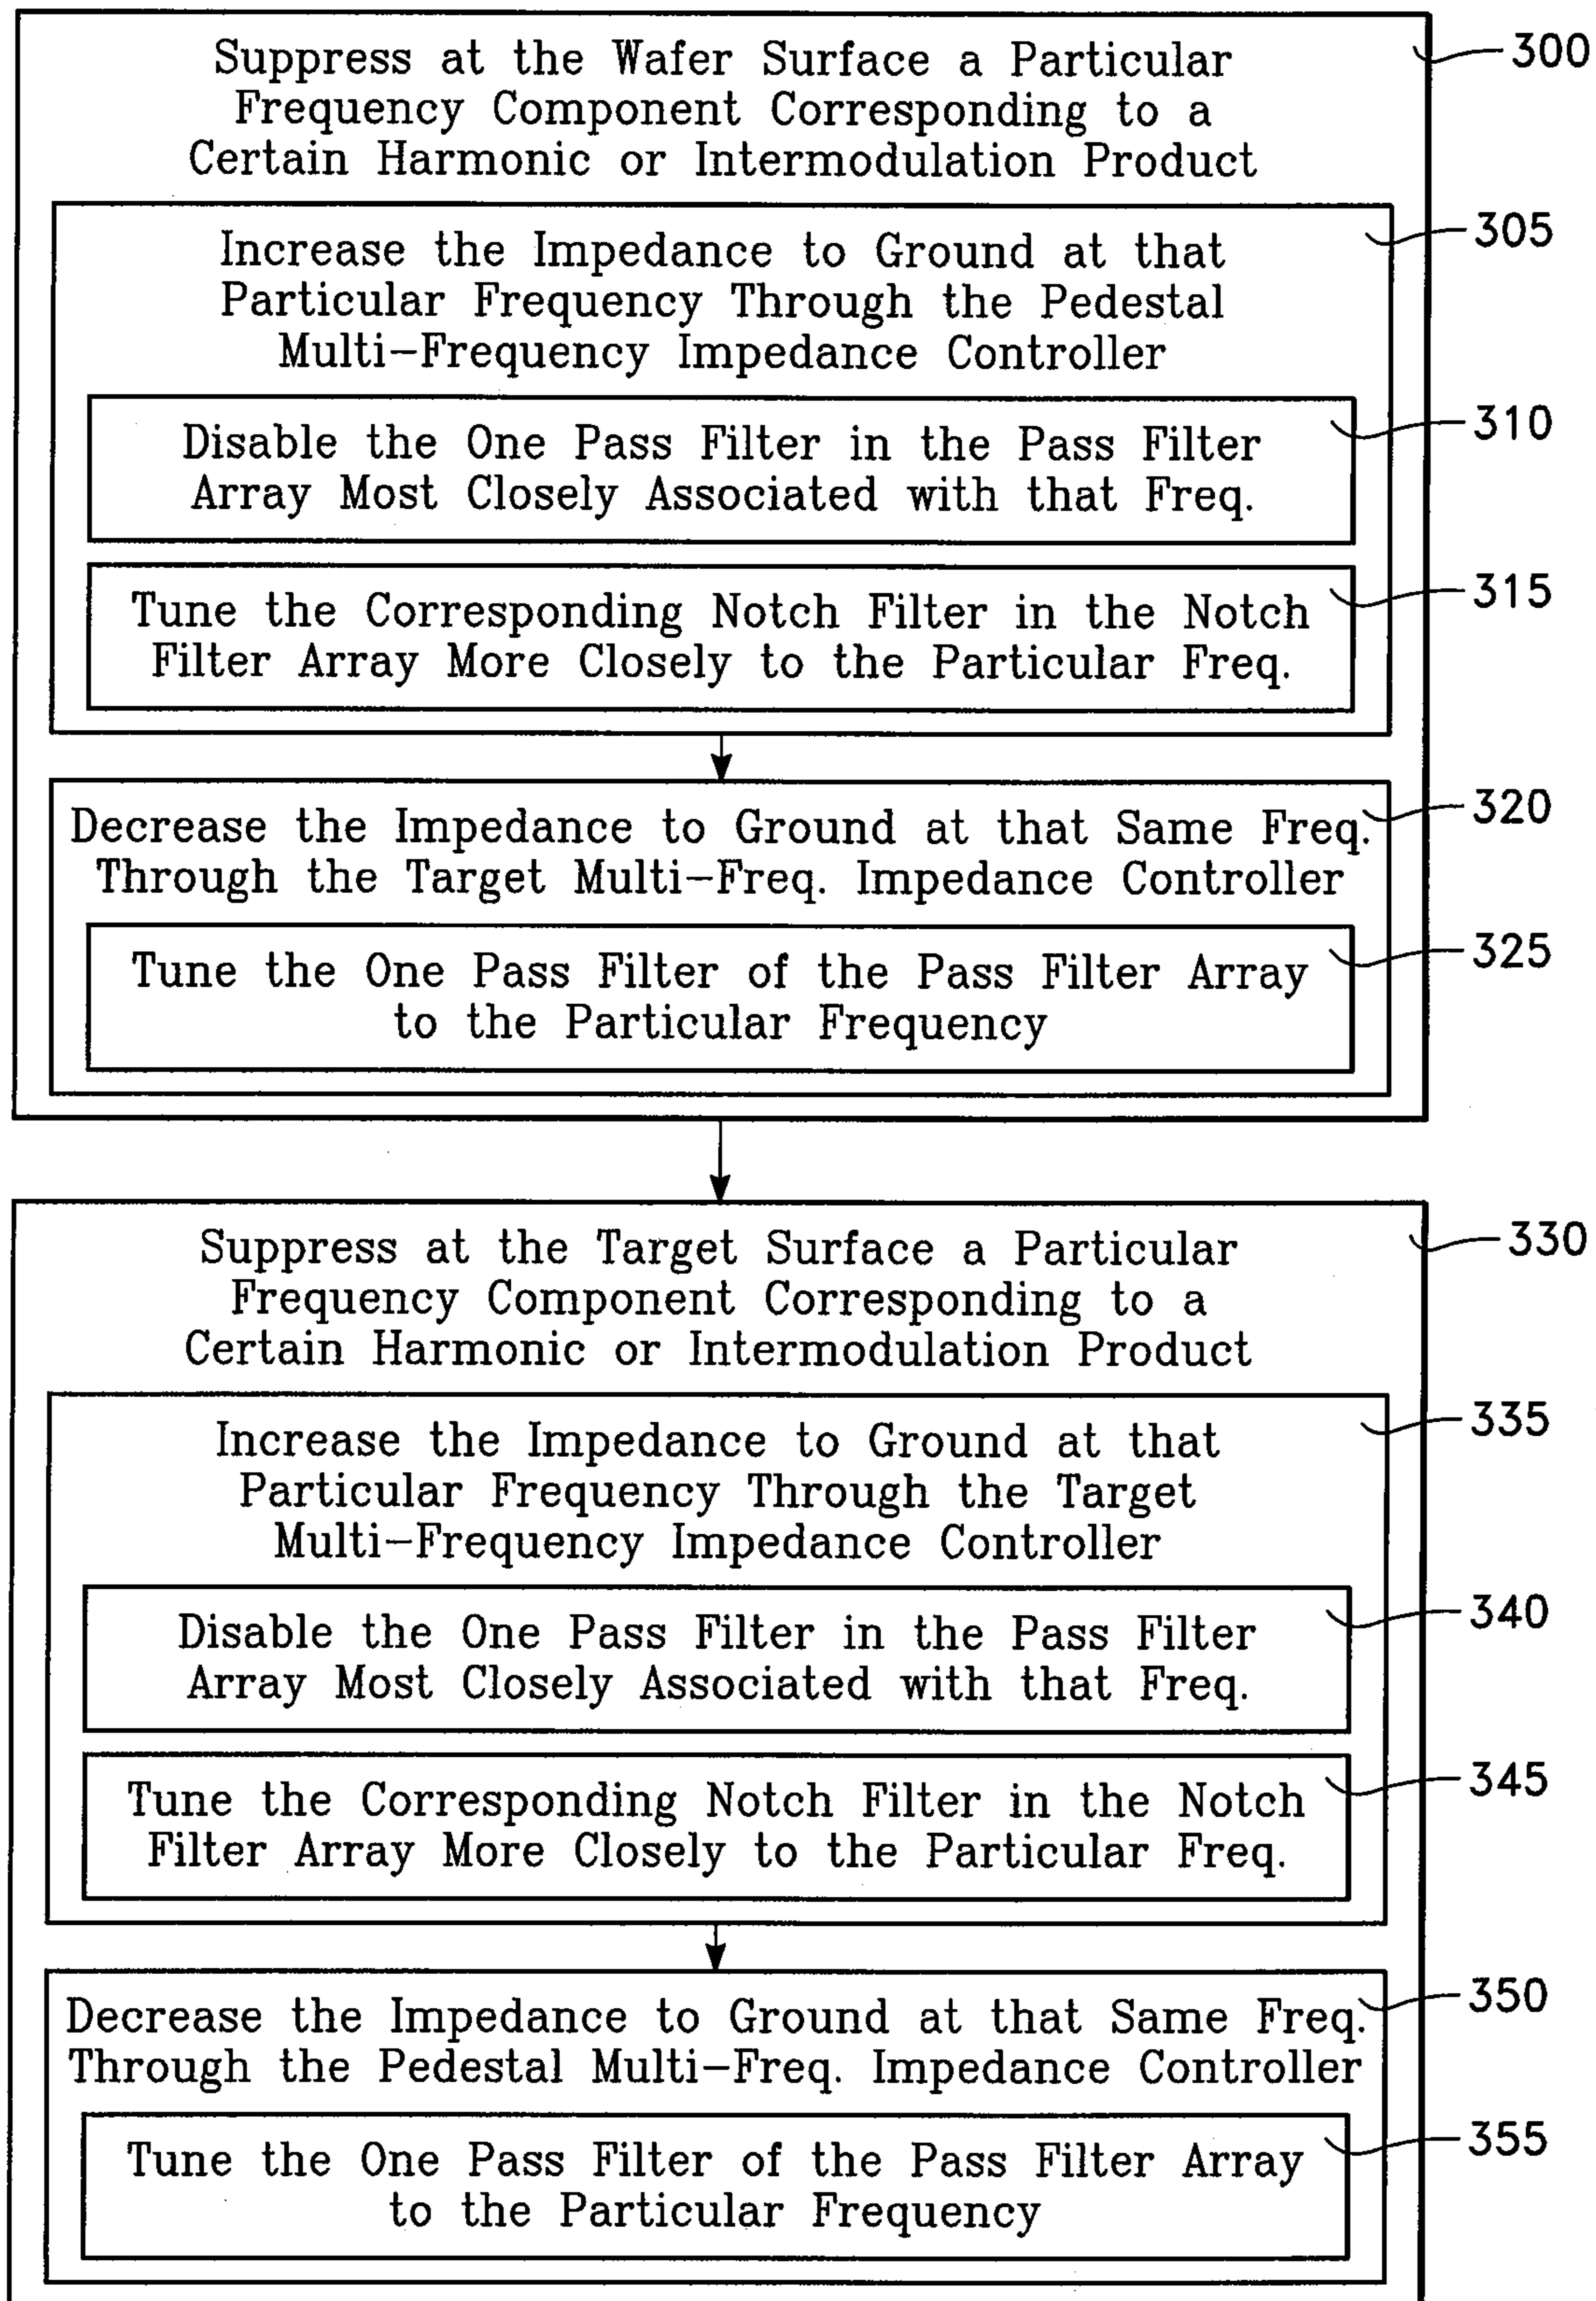 Suppress at the Wafer Surface a Particular
Frequency Component Corresponding to a
Certain Harmonic or Intermodulation Product
300
Increase the Impedance to Ground at that
Particular Frequency Through the Pedestal
Multi-Frequency Impedance Controller
305
Disable the One Pass Filter in the Pass Filter
Array Most Closely Associated with that Freq.
310
Tune the Corresponding Notch Filter in the Notch
Filter Array More Closely to the Particular Freq.
315
Decrease the Impedance to Ground at that Same Freq.
Through the Target Multi-Freq. Impedance Controller
320
Tune the One Pass Filter of the Pass Filter Array
to the Particular Frequency
325
Suppress at the Target Surface a Particular
Frequency Component Corresponding to a
Certain Harmonic or Intermodulation Product
330
Increase the Impedance to Ground at that
Particular Frequency Through the Target
Multi-Frequency Impedance Controller
335
Disable the One Pass Filter in the Pass Filter
Array Most Closely Associated with that Freq.
340
Tune the Corresponding Notch Filter in the Notch
Filter Array More Closely to the Particular Freq.
345
Decrease the Impedance to Ground at that Same Freq.
Through the Pedestal Multi-Freq. Impedance Controller
350
Tune the One Pass Filter of the Pass Filter Array
to the Particular Frequency
355